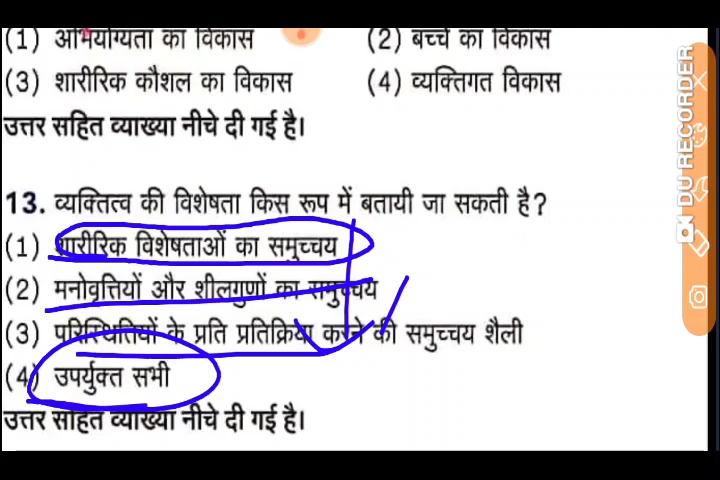 (1) अभियोग्यता का विकास (2) बच्चे का विकास
(3) शारीरिक कौशल का विकास (4) व्यक्तिगत विकास
उत्तर सहित व्याख्या नीचे दी गई है।
13. व्यक्तित्व की विशेषता किस रूप में बतायी जा सकती है?
(1) शारीरिक विशेषताओं का समुच्चय
(2) मनोवृत्तियों और शीलगुणों का समुच्चय
(3) परिस्थितियों के प्रति प्रतिक्रिया करने की समुच्चय शैली
(4) उपर्युक्त सभी
उत्तर सहित व्याख्या नीचे दी गई है।
DU RECORDER